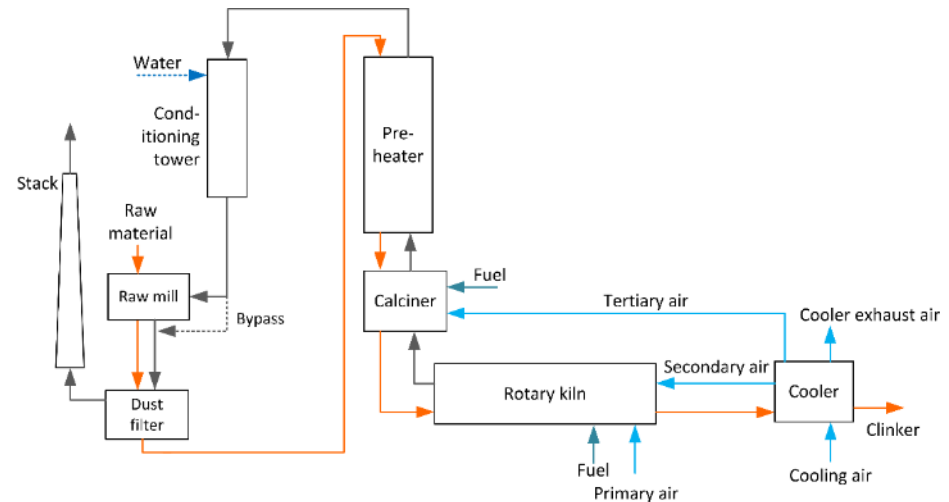 Water
Cond-
itioning
tower
Pre-
heater
Stack
Raw
material
Raw mill
Bypass
Dust
filter
Calciner
Fuel
Tertiary air
Cooler exhaust air
Secondary air
Rotary kiln
Cooler
Clinker
Fuel
Primary air
Cooling air